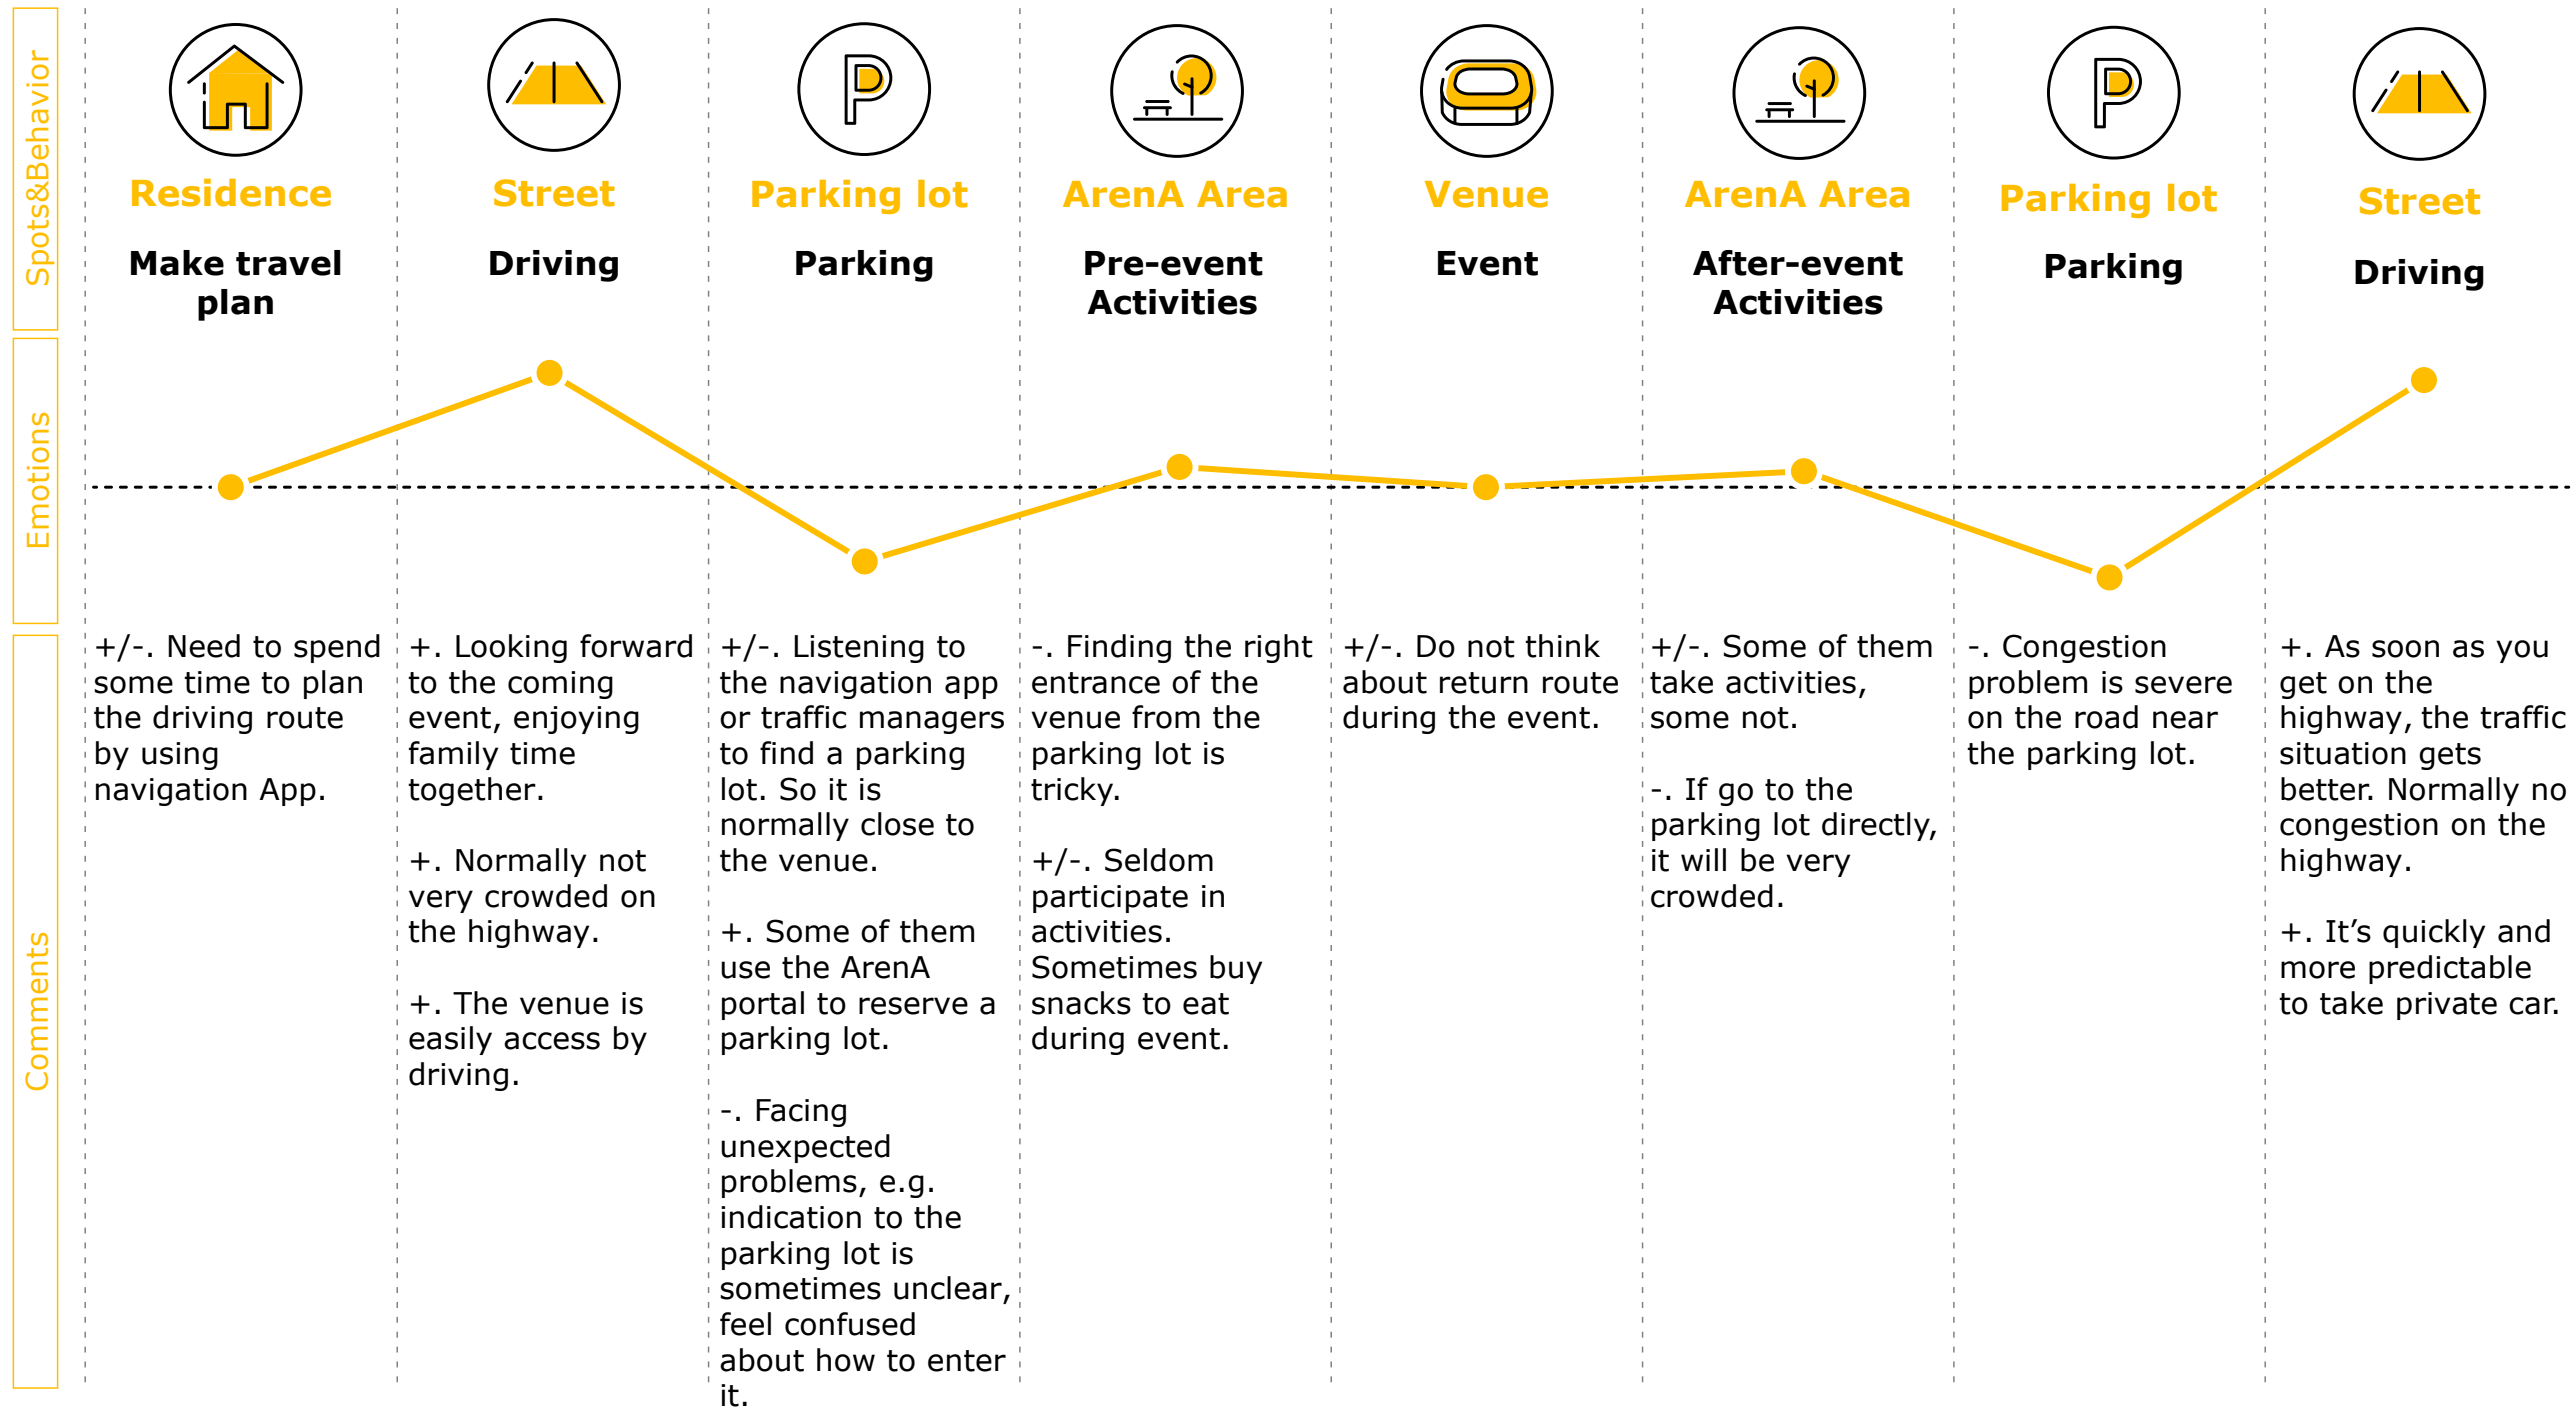 Spots&Behavior
Residence
Make travel
plan
Street
Driving
Parking lot
Parking
ArenA Area
Pre-event
Activities
Venue
Event
ArenA Area
After-event
Activities
Parking lot
Parking
Street
Driving
Emotions
Comments
+/-. Need to spend
some time to plan
the driving route
by using
navigation App.
+. Looking forward
to the coming
event, enjoying
family time
together.
+. Normally not
very crowded on
the highway.
+. The venue is
easily access by
driving.
+/-. Listening to
the navigation app
or traffic managers
to find a parking
lot. So it is
normally close to
the venue.
+. Some of them
use the ArenA
portal to reserve a
parking lot.
-. Facing
unexpected
problems, e.g.
indication to the
parking lot is
sometimes unclear,
feel confused
about how to enter
it.
-. Finding the right
entrance of the
venue from the
parking lot is
tricky.
+/-. Seldom
participate in
activities.
Sometimes buy
snacks to eat
during event.
+/-. Do not think
about return route
during the event.
+/-. Some of them
take activities,
some not.
-. If go to the
parking lot directly,
it will be very
crowded.
-. Congestion
problem is severe
on the road near
the parking lot.
+. As soon as you
get on the
highway, the traffic
situation gets
better. Normally no
congestion on the
highway.
+. It’s quickly and
more predictable
to take private car.